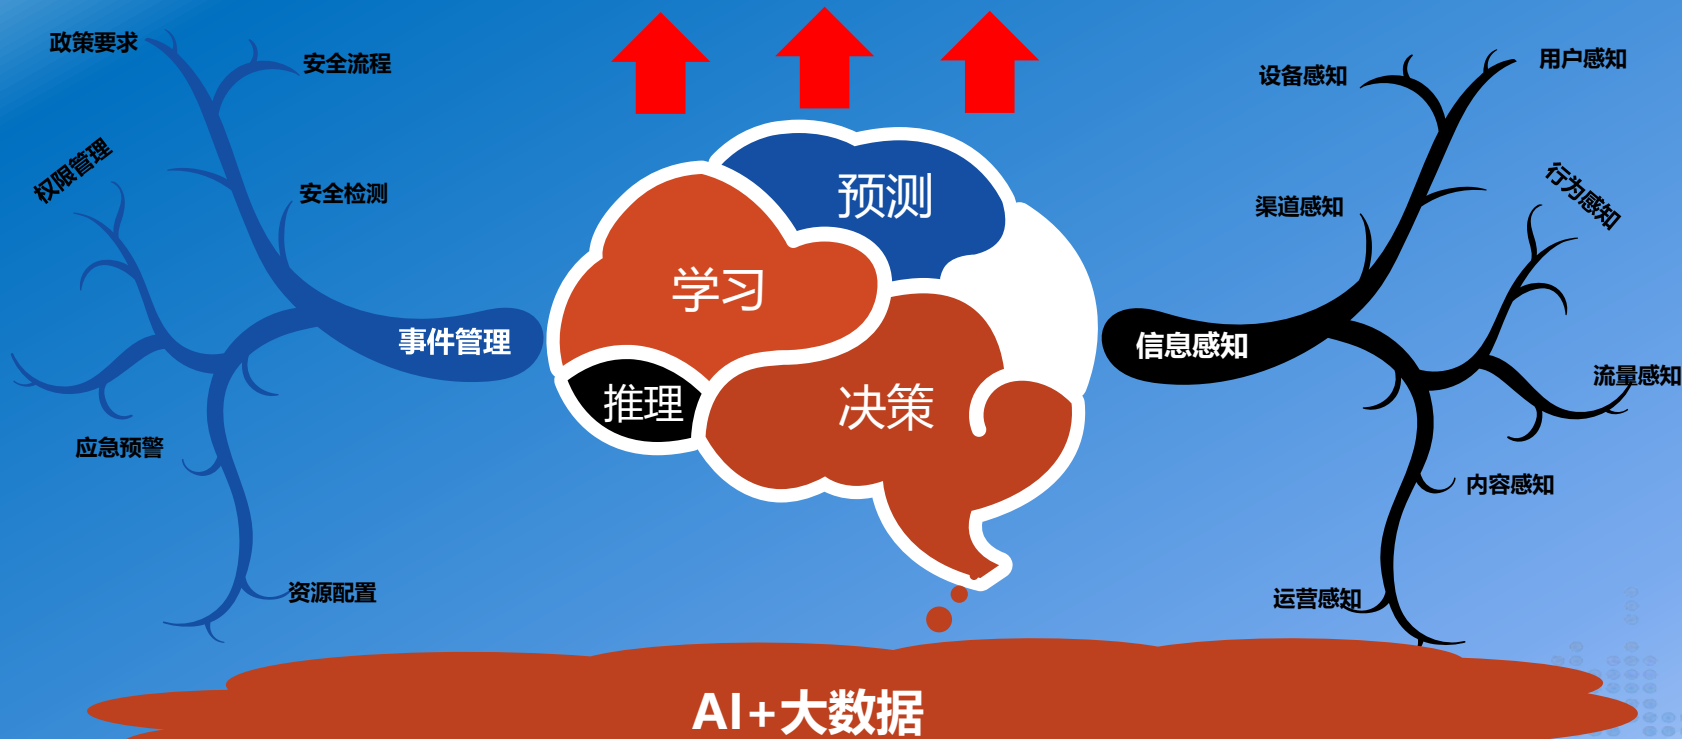 政策要求
安全流程
权限管理
安全检测
事件管理
应急预警
资源配置
预测
学习
推理
决策
设备感知
用户感知
渠道感知
行为感知
信息感知
流量感知
内容感知
运营感知
AI+大数据